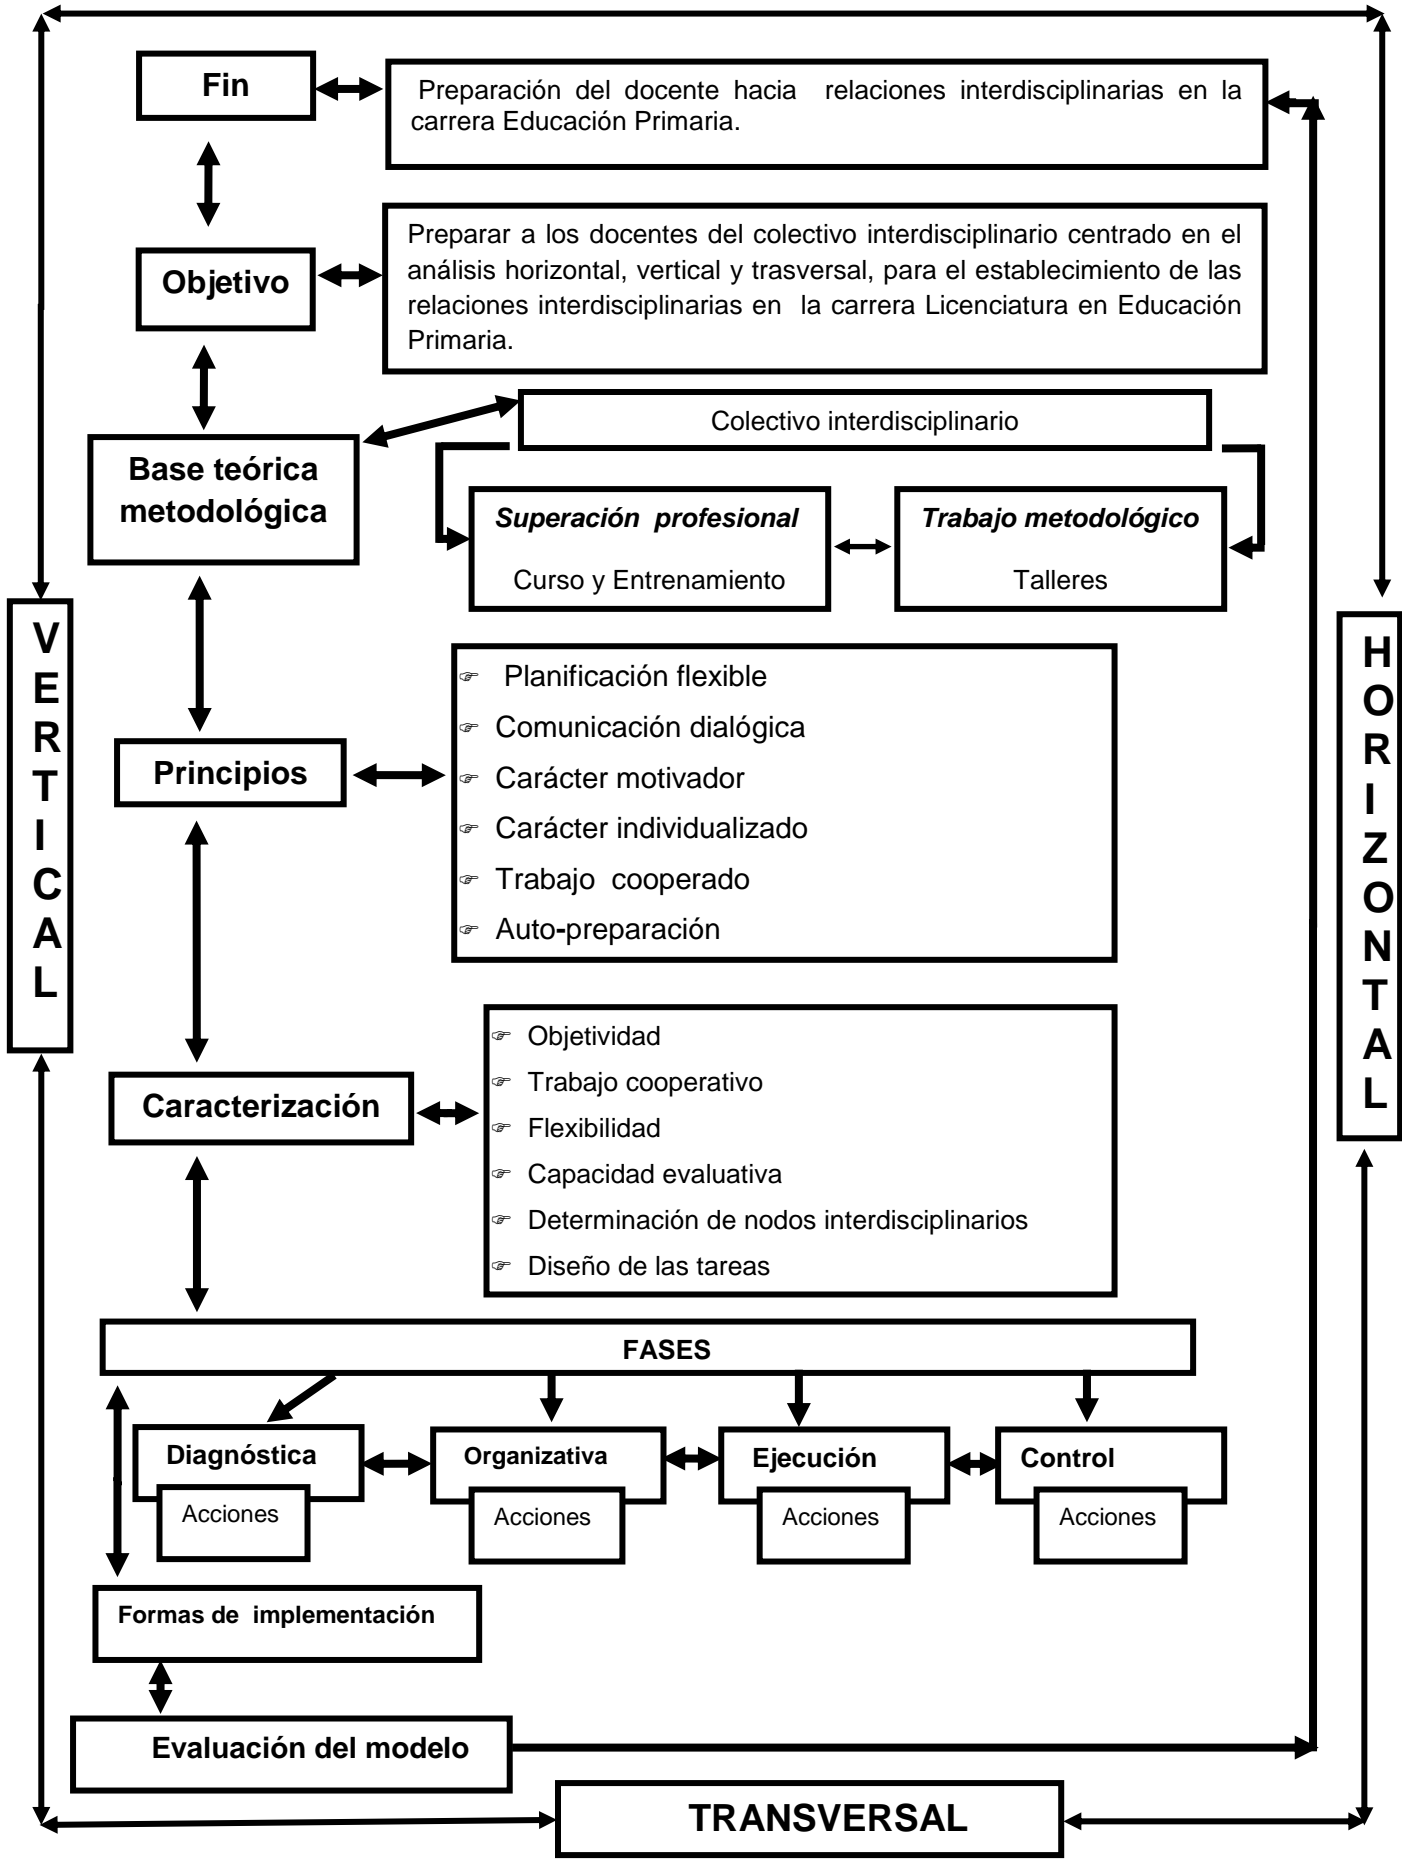 Fin
Preparación del docente hacia relaciones interdisciplinarias en la
carrera Educación Primaria.
Objetivo
Preparar a los docentes del colectivo interdisciplinario centrado en el
análisis horizontal, vertical y trasversal, para el establecimiento de las
relaciones interdisciplinarias en la carrera Licenciatura en Educación
Primaria.
Base teórica
metodológica
Colectivo interdisciplinario
Superación profesional
Curso y Entrenamiento
Trabajo metodológico
Talleres
VERTICAL
HORIZONTAL
Principios
Planificación flexible
Comunicación dialógica
Carácter motivador
Carácter individualizado
Trabajo cooperado
Auto-preparación
Caracterización
Objetividad
Trabajo cooperativo
Flexibilidad
Capacidad evaluativa
Determinación de nodos interdisciplinarios
Diseño de las tareas
FASES
Diagnóstica
Acciones
Organizativa
Acciones
Ejecución
Acciones
Control
Acciones
Formas de implementación
Evaluación del modelo
TRANSVERSAL